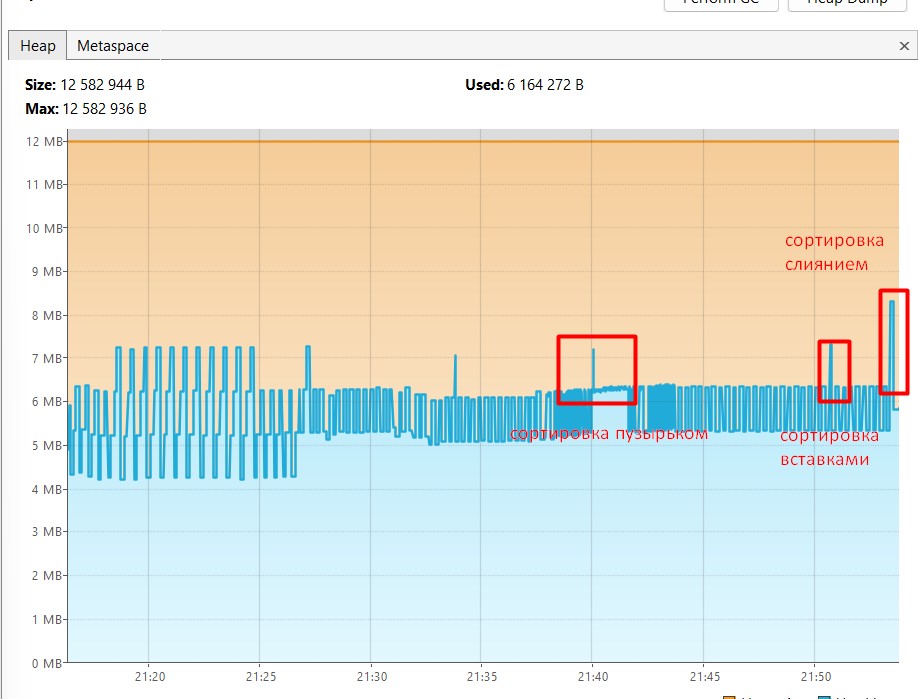 Perform GC Heap Dump
Heap Metaspace ×
Size: 12 582 944 B Used: 6 164 272 B
Max: 12 582 936 B
12 MB
11 MB
10 MB
9 MB
8 MB
7 MB
6 MB
5 MB
4 MB
3 MB
2 MB
1 MB
0 MB
сортировка
слиянием
сортировка пузырьком
сортировка
вставками
21:20 21:25 21:30 21:35 21:40 21:45 21:50